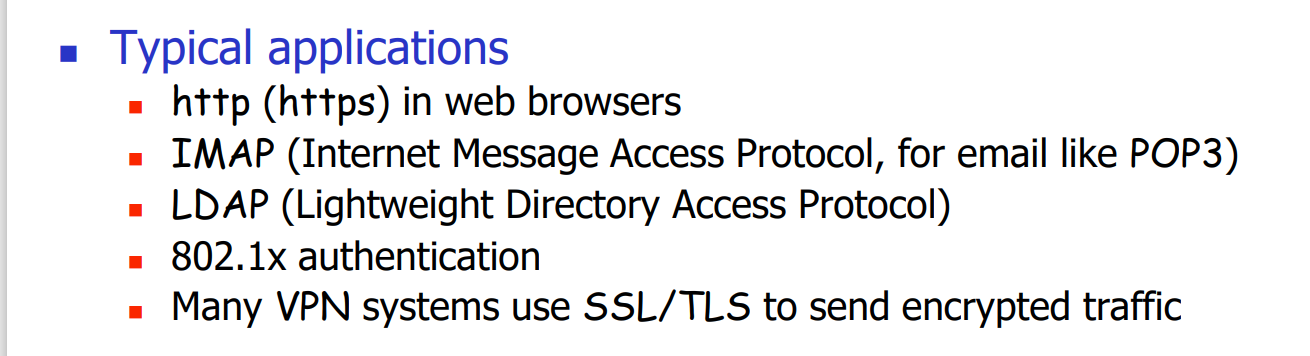 Typical applications
http (https) in web browsers
IMAP (Internet Message Access Protocol, for email like POP3)
LDAP (Lightweight Directory Access Protocol)
802.1x authentication
Many VPN systems use SSL/TLS to send encrypted traffic